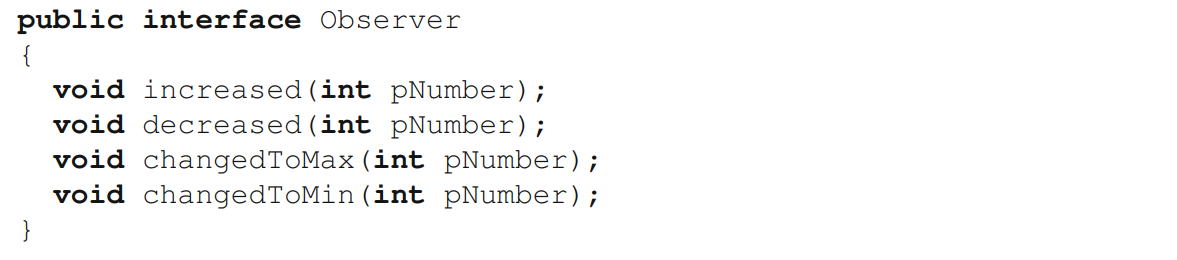 public interface Observer
{
  void increased(int pNumber);
  void decreased(int pNumber);
  void changedToMax(int pNumber);
  void changedToMin(int pNumber);
}